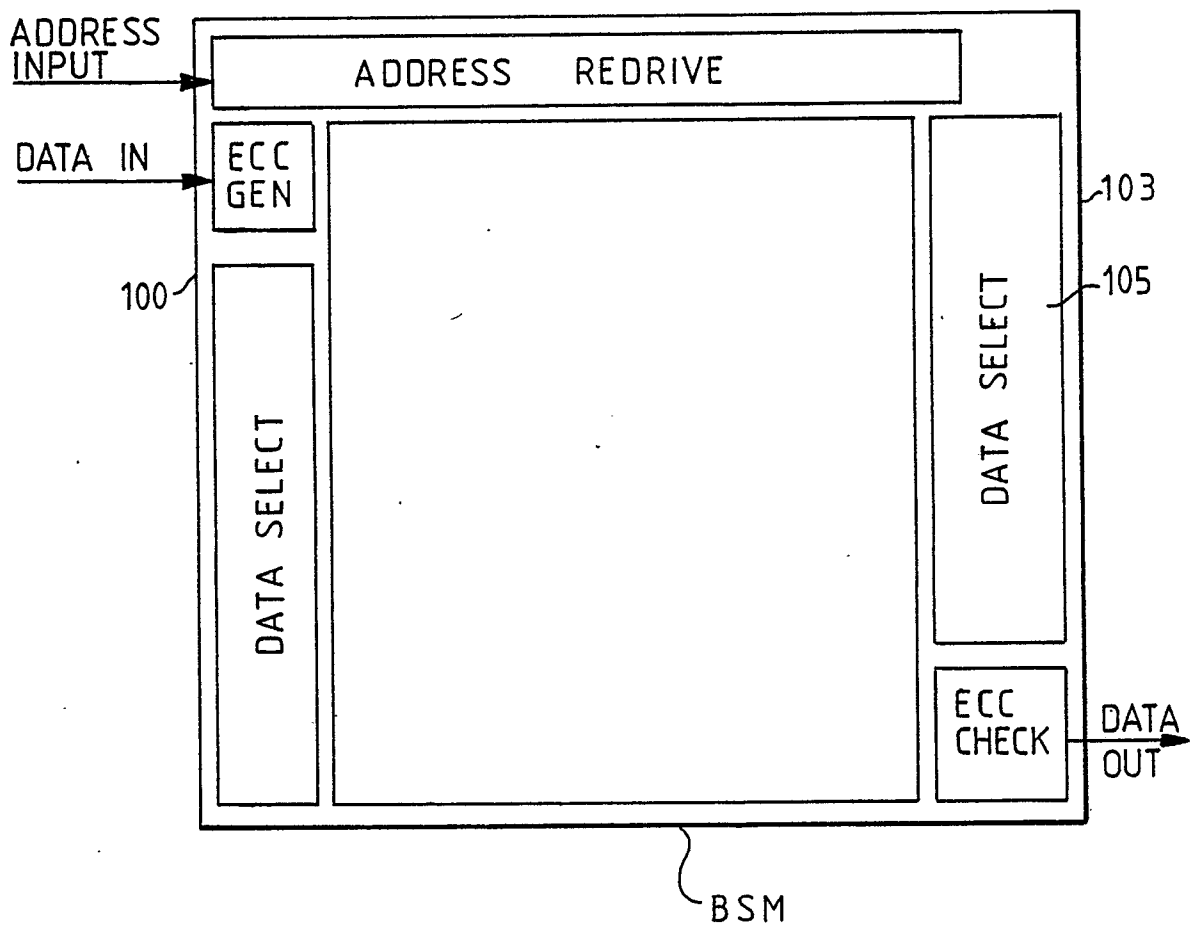 ADDRESS
INPUT
ADDRESS REDRIVE
DATA IN
ECC
GEN
103
100
105
DATA SELECT
DATA SELECT
ECC
CHECK
DATA
OUT
BSM